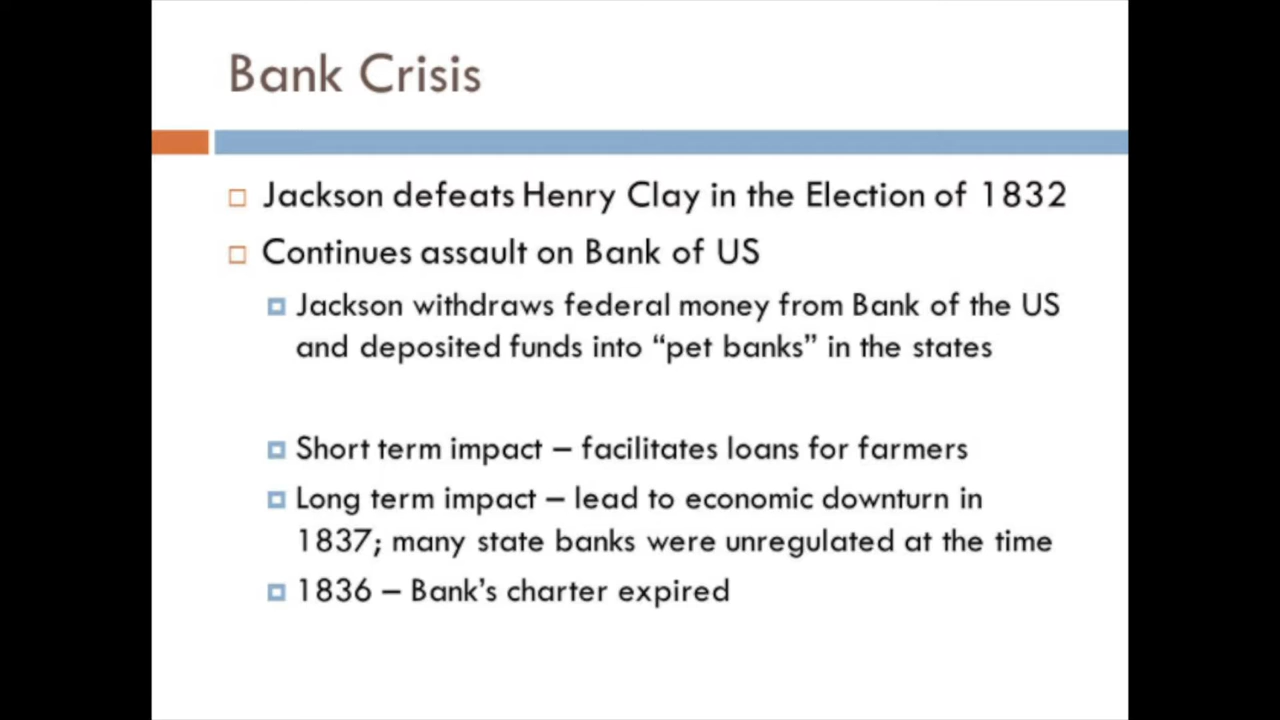 Bank Crisis
Jackson defeats Henry Clay in the Election of 1832
Continues assault on Bank of US
Jackson withdraws federal money from Bank of the US
and deposited funds into “pet banks” in the states
Short term impact – facilitates loans for farmers
Long term impact – lead to economic downturn in
1837; many state banks were unregulated at the time
1836 – Bank’s charter expired